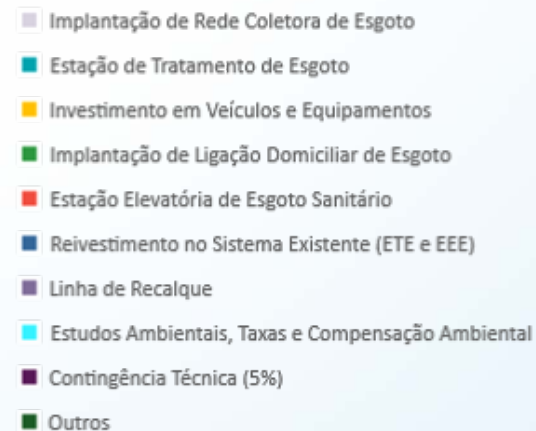 Implantação de Rede Coletora de Esgoto
Estação de Tratamento de Esgoto
Investimento em Veículos e Equipamentos
Implantação de Ligação Domiciliar de Esgoto
Estação Elevatória de Esgoto Sanitário
Reivestimento no Sistema Existente (ETE e EEE)
Linha de Recalque
Estudos Ambientais, Taxas e Compensação Ambiental
Contingência Técnica (5%)
Outros